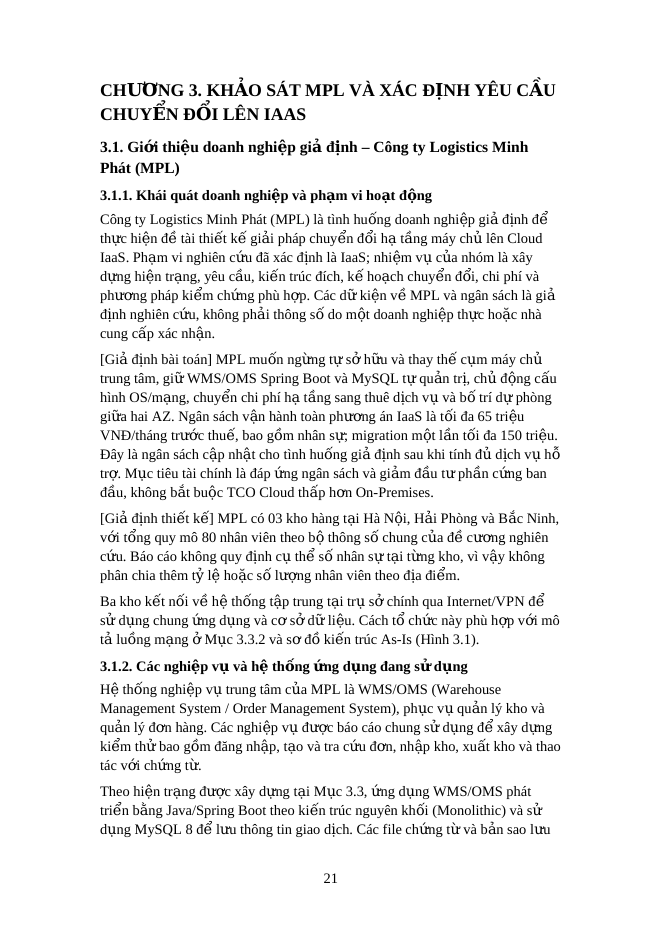 CHƯƠNG 3. KHẢO SÁT MPL VÀ XÁC ĐỊNH YÊU CẦU
CHUYỂN ĐỔI LÊN IAAS
3.1. Giới thiệu doanh nghiệp giả định – Công ty Logistics Minh
Phát (MPL)
3.1.1. Khái quát doanh nghiệp và phạm vi hoạt động
Công ty Logistics Minh Phát (MPL) là tình huống doanh nghiệp giả định để
thực hiện đề tài thiết kế giải pháp chuyển đổi hạ tầng máy chủ lên Cloud
IaaS. Phạm vi nghiên cứu đã xác định là IaaS; nhiệm vụ của nhóm là xây
dựng hiện trạng, yêu cầu, kiến trúc đích, kế hoạch chuyển đổi, chi phí và
phương pháp kiểm chứng phù hợp. Các dữ kiện về MPL và ngân sách là giả
định nghiên cứu, không phải thông số do một doanh nghiệp thực hoặc nhà
cung cấp xác nhận.
[Giả định bài toán] MPL muốn ngừng tự sở hữu và thay thế cụm máy chủ
trung tâm, giữ WMS/OMS Spring Boot và MySQL tự quản trị, chủ động cấu
hình OS/mạng, chuyển chi phí hạ tầng sang thuê dịch vụ và bố trí dự phòng
giữa hai AZ. Ngân sách vận hành toàn phương án IaaS là tối đa 65 triệu
VNĐ/tháng trước thuế, bao gồm nhân sự; migration một lần tối đa 150 triệu.
Đây là ngân sách cập nhật cho tình huống giả định sau khi tính đủ dịch vụ hỗ
trợ. Mục tiêu tài chính là đáp ứng ngân sách và giảm đầu tư phần cứng ban
đầu, không bắt buộc TCO Cloud thấp hơn On-Premises.
[Giả định thiết kế] MPL có 03 kho hàng tại Hà Nội, Hải Phòng và Bắc Ninh,
với tổng quy mô 80 nhân viên theo bộ thông số chung của đề cương nghiên
cứu. Báo cáo không quy định cụ thể số nhân sự tại từng kho, vì vậy không
phân chia thêm tỷ lệ hoặc số lượng nhân viên theo địa điểm.
Ba kho kết nối về hệ thống tập trung tại trụ sở chính qua Internet/VPN để
sử dụng chung ứng dụng và cơ sở dữ liệu. Cách tổ chức này phù hợp với mô
tả luồng mạng ở Mục 3.3.2 và sơ đồ kiến trúc As-Is (Hình 3.1).
3.1.2. Các nghiệp vụ và hệ thống ứng dụng đang sử dụng
Hệ thống nghiệp vụ trung tâm của MPL là WMS/OMS (Warehouse
Management System / Order Management System), phục vụ quản lý kho và
quản lý đơn hàng. Các nghiệp vụ được báo cáo chung sử dụng để xây dựng
kiểm thử bao gồm đăng nhập, tạo và tra cứu đơn, nhập kho, xuất kho và thao
tác với chứng từ.
Theo hiện trạng được xây dựng tại Mục 3.3, ứng dụng WMS/OMS phát
triển bằng Java/Spring Boot theo kiến trúc nguyên khối (Monolithic) và sử
dụng MySQL 8 để lưu thông tin giao dịch. Các file chứng từ và bản sao lưu
21